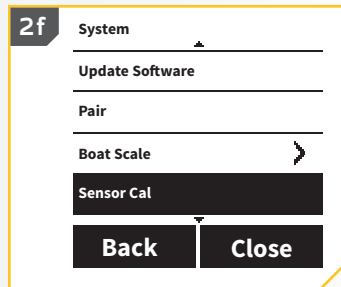 2f
System
Update Software
Pair
Boat Scale
Sensor Cal
Back Close